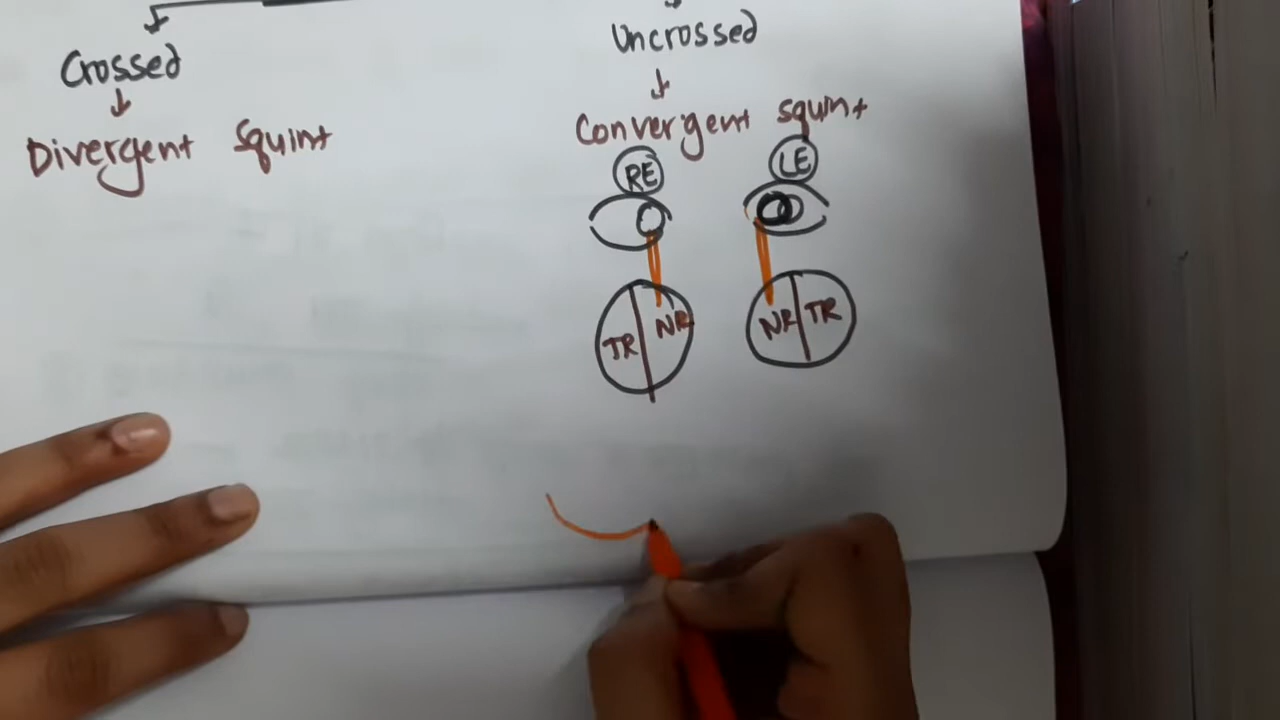 Crossed
Divergent Squint
Uncrossed
Convergent Squint
RE LE
TR NR
NR TR